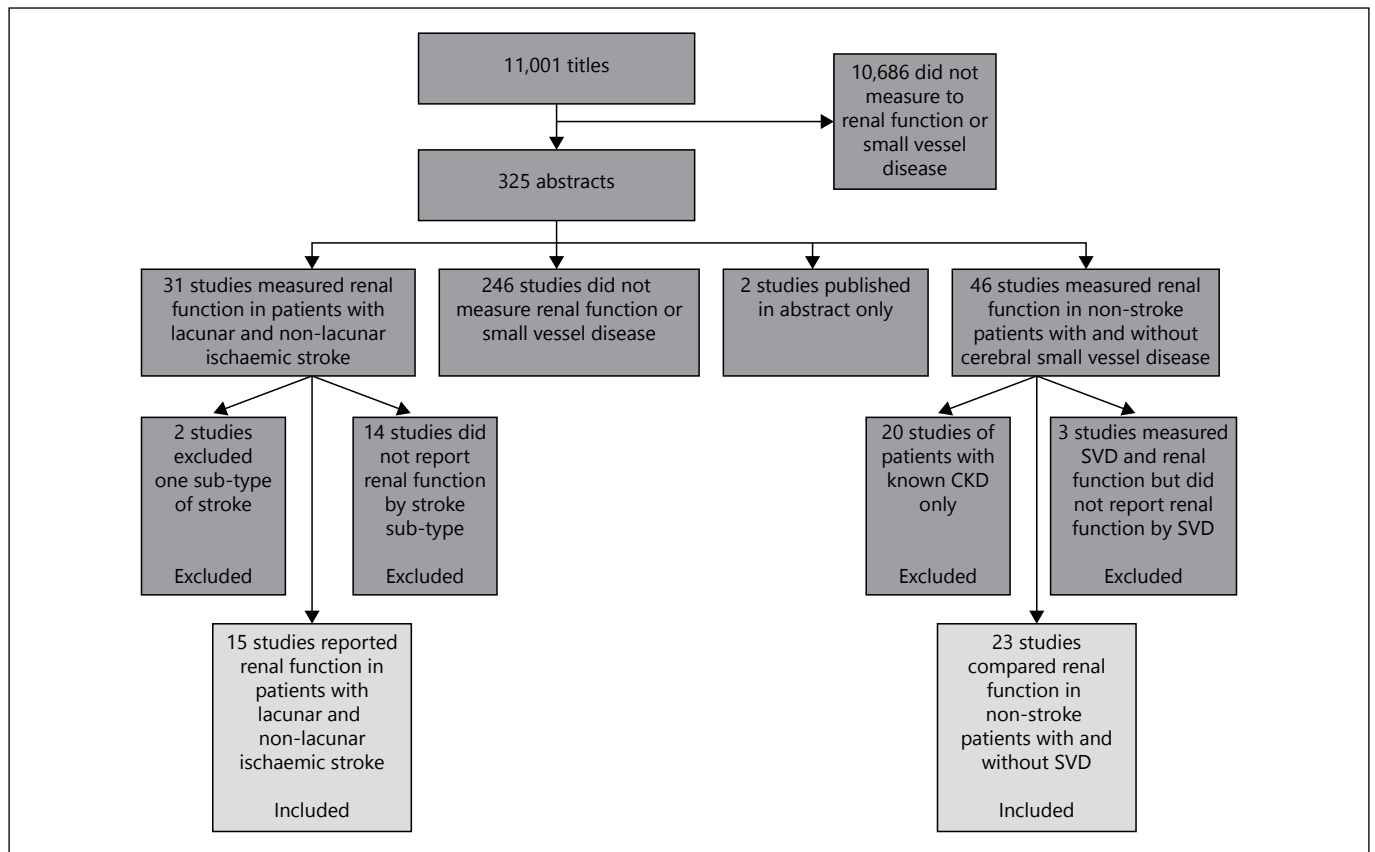 11,001 titles
10,686 did not
measure to
renal function or
small vessel
disease
325 abstracts
31 studies measured renal
function in patients with
lacunar and non-lacunar
ischaemic stroke
246 studies did not
measure renal function or
small vessel disease
2 studies published
in abstract only
46 studies measured renal
function in non-stroke
patients with and without
cerebral small vessel disease
2 studies
excluded
one sub-type
of stroke
Excluded
14 studies did
not report
renal function
by stroke
sub-type
Excluded
20 studies of
patients with
known CKD
only
Excluded
3 studies measured
SVD and renal
function but did
not report renal
function by SVD
Excluded
15 studies reported
renal function in
patients with
lacunar and
non-lacunar
ischaemic stroke
Included
23 studies
compared renal
function in
non-stroke
patients with and
without SVD
Included